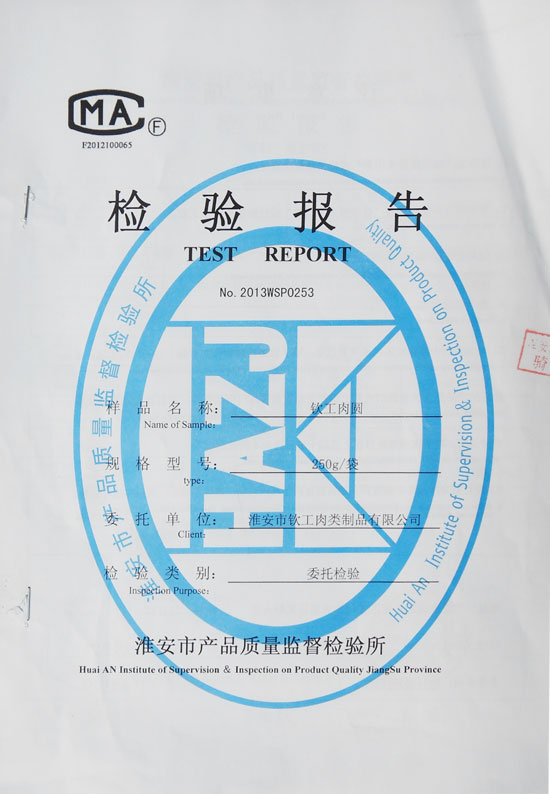 CMA F
F2012100065
检 验 报 告
TEST REPORT
No.2013WSP0253
样品名称： 钦工肉圆
Name of Sample：
规格型号： 250g/袋
type：
委托单位： 淮安市钦工肉类制品有限公司
Client：
检验类别： 委托检验
Inspection Purpose：
淮安市产品质量监督检验所
Huai AN Institute of Supervision & Inspection on Product Quality JiangSu Province
淮安市产品质量监督检验所
Huai An Institute of Supervision & Inspection on Product Quality
HAZJ